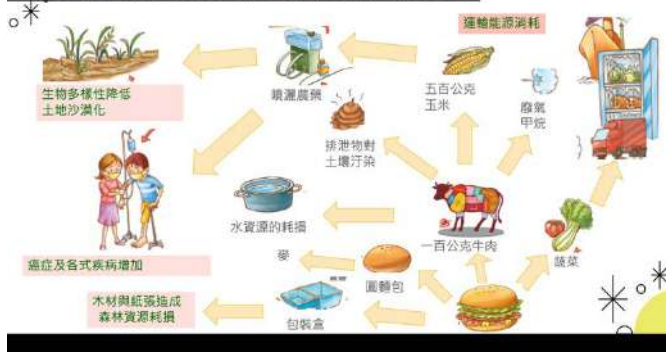 運輸能源消耗
生物多樣性降低
土地沙漠化
噴灑農藥
五百公克
玉米
廢氣
甲烷
排泄物對
土壤汙染
水資源的耗損
一百公克牛肉
蔬菜
癌症及各式疾病增加
麥
圓麵包
木材與紙張造成
森林資源耗損
包裝盒